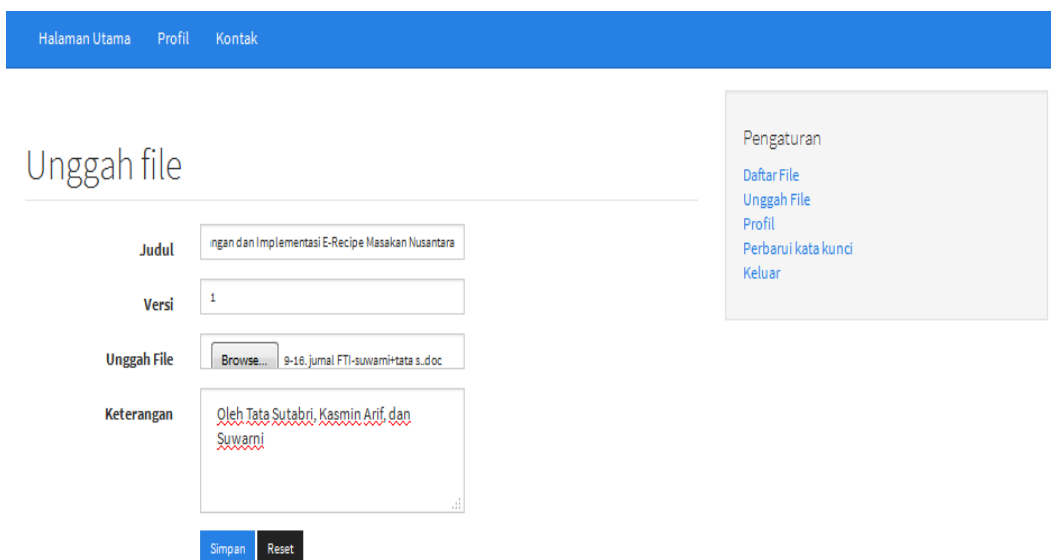 Halaman Utama Profil Kontak
Unggah file
Judul
ngan dan Implementasi E-Recipe Masakan Nusantara
Versi
1
Unggah File
Browse... 9-16. jurnal FTI-suwarni+tata s..doc
Keterangan
Oleh Tata Sutabri, Kasmin Arif, dan
Suwarni
Simpan Reset
Pengaturan
Daftar File
Unggah File
Profil
Perbarui kata kunci
Keluar